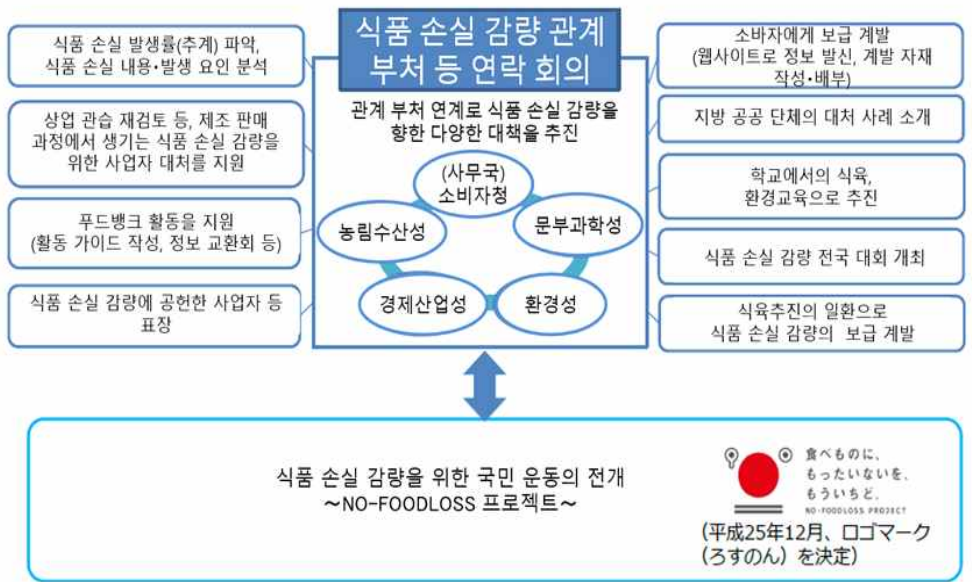 식품 손실 발생률(추계) 파악,
식품 손실 내용·발생 요인 분석
상업 관습 재검토 등, 제조 판매
과정에서 생기는 식품 손실 감량을
위한 사업자 대처를 지원
푸드뱅크 활동을 지원
(활동 가이드 작성, 정보 교환회 등)
식품 손실 감량에 공헌한 사업자 등
표장
식품 손실 감량 관계
부처 등 연락 회의
관계 부처 연계로 식품 손실 감량을
향한 다양한 대책을 추진
(사무국)
소비자청
농림수산성
문부과학성
경제산업성
환경성
소바자에게 보급 계발
(웹사이트로 정보 발신, 계발 자재
작성·배부)
지방 공공 단체의 대처 사례 소개
학교에서의 식육,
환경교육으로 추진
식품 손실 감량 전국 대회 개최
식육추진의 일환으로
식품 손실 감량의 보급 계발
식품 손실 감량을 위한 국민 운동의 전개
~NO-FOODLOSS 프로젝트~
食べものに、
もったいないを、
もういちど。
NO-FOODLOSS PROJECT
(平成25年12月、ロゴマーク
(ろすのん) を決定)